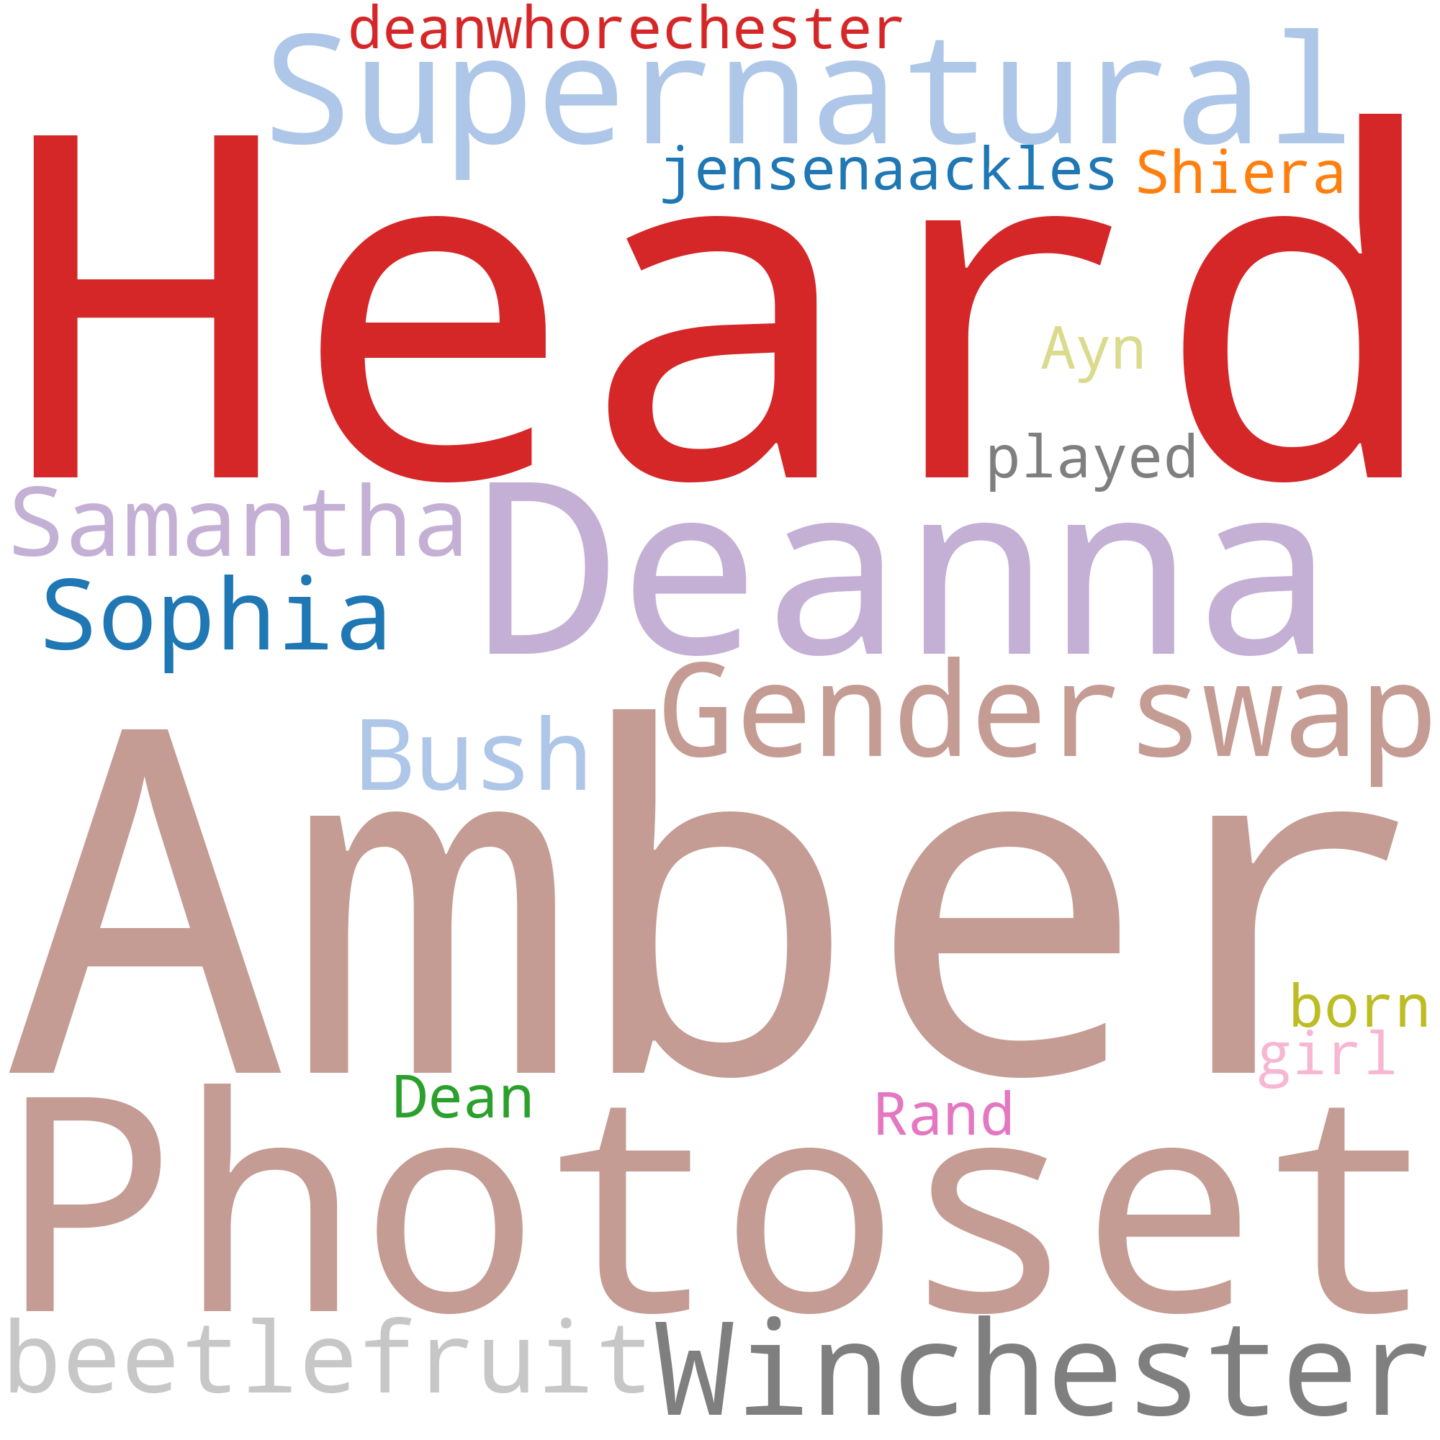 deanwhorechester
Supernatural
jensenaackles Shiera
Heard
Ayn
played
Samantha Deanna
Sophia
Genderswap
Bush
Amber
born
girl
Dean Rand
Photoset
beetlefruit Winchester